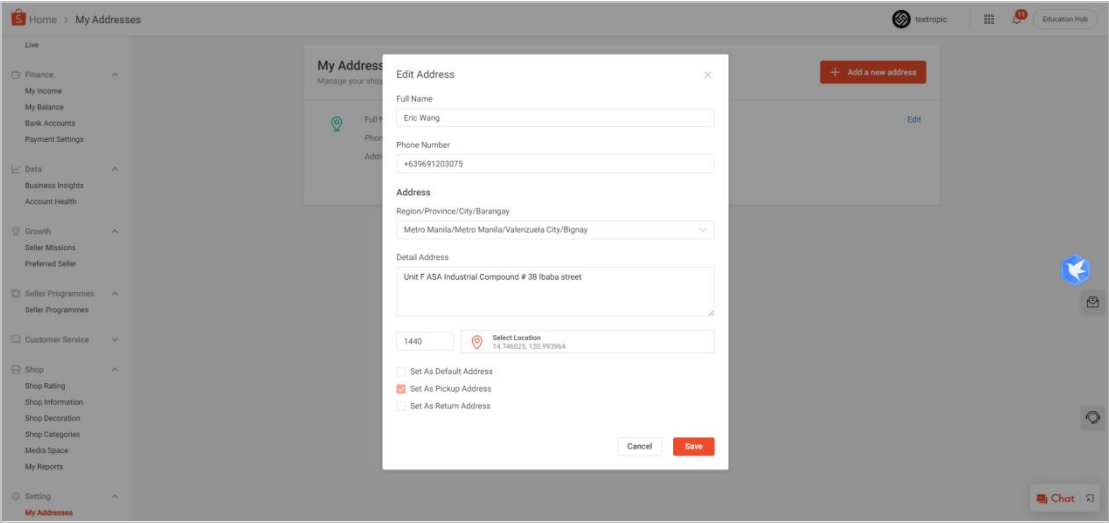 Home > My Addresses
teetropic
11
Education Hub
Live
Finance
My Income
My Balance
Bank Accounts
Payment Settings
Data
Business Insights
Account Health
Growth
Seller Missions
Preferred Seller
Seller Programmes
Seller Programmes
Customer Service
Shop
Shop Rating
Shop Information
Shop Decoration
Shop Categories
Media Space
My Reports
Setting
My Addresses
My Address
Manage your ship
+ Add a new address
Full N
Phon
Addr
Edit
Edit Address
Full Name
Eric Wang
Phone Number
+639691203075
Address
Region/Province/City/Barangay
Metro Manila/Metro Manila/Valenzuela City/Bignay
Detail Address
Unit F ASA Industrial Compound # 38 Ibaba street
1440
Select Location
14.746025, 120.993964
Set As Default Address
Set As Pickup Address
Set As Return Address
Cancel
Save
Chat